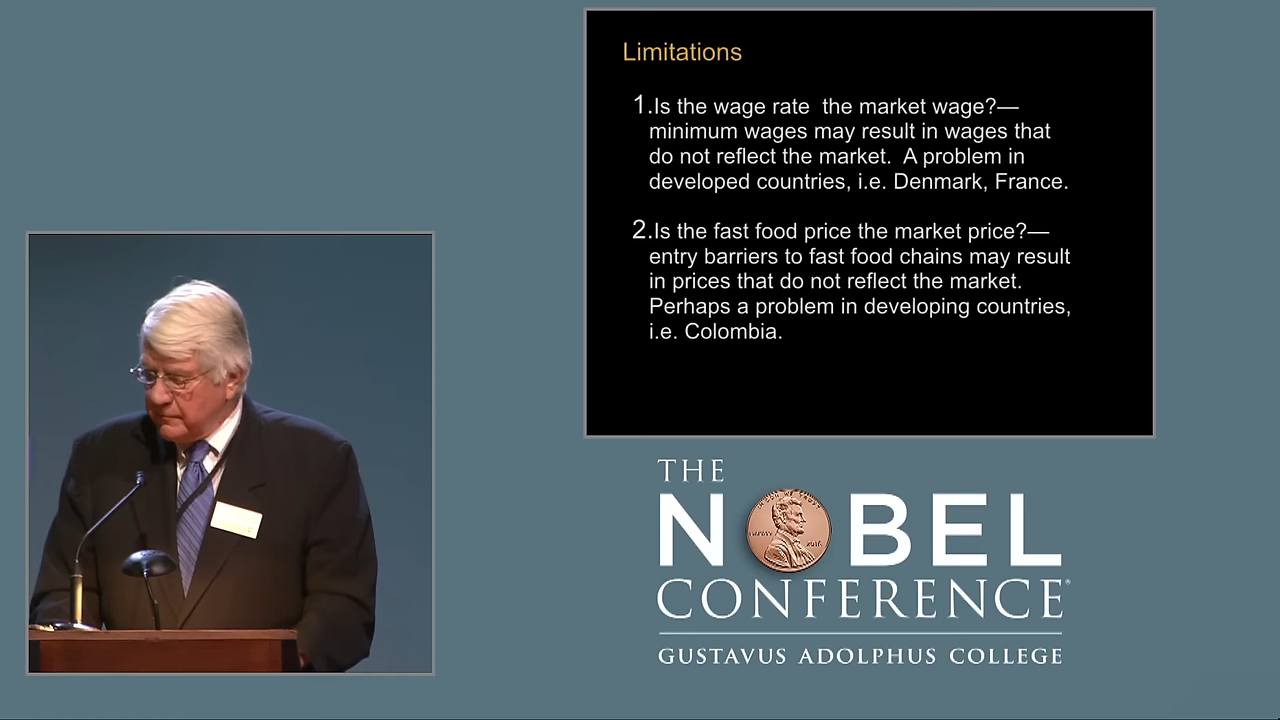 Limitations
1.Is the wage rate  the market wage?—
minimum wages may result in wages that
do not reflect the market.  A problem in
developed countries, i.e. Denmark, France.
2.Is the fast food price the market price?—
entry barriers to fast food chains may result
in prices that do not reflect the market.
Perhaps a problem in developing countries,
i.e. Colombia.
THE
NOBEL
CONFERENCE®
GUSTAVUS ADOLPHUS COLLEGE